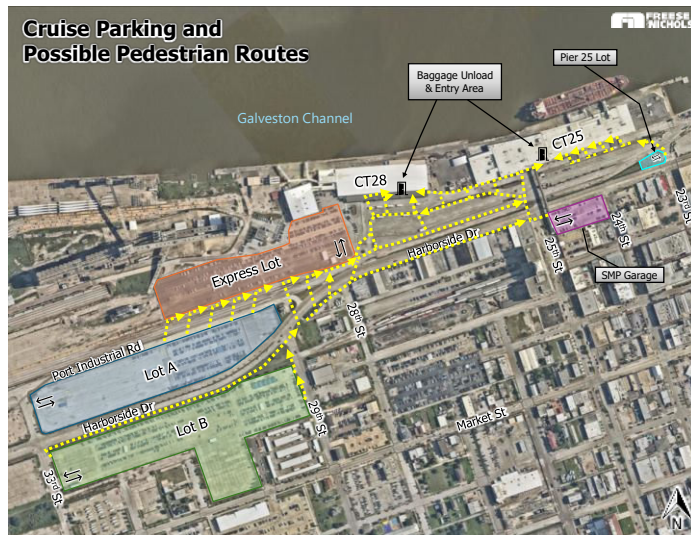 Cruise Parking and
Possible Pedestrian Routes
FREESE
NICHOLS
Pier 25 Lot
Baggage Unload
& Entry Area
Galveston Channel
CT25
CT28
23rd St
24th St
25th St
Harborside Dr
SMP Garage
Express Lot
28th St
Port Industrial Rd
Lot A
Harborside Dr
29th St
Market St
Lot B
33rd St
N